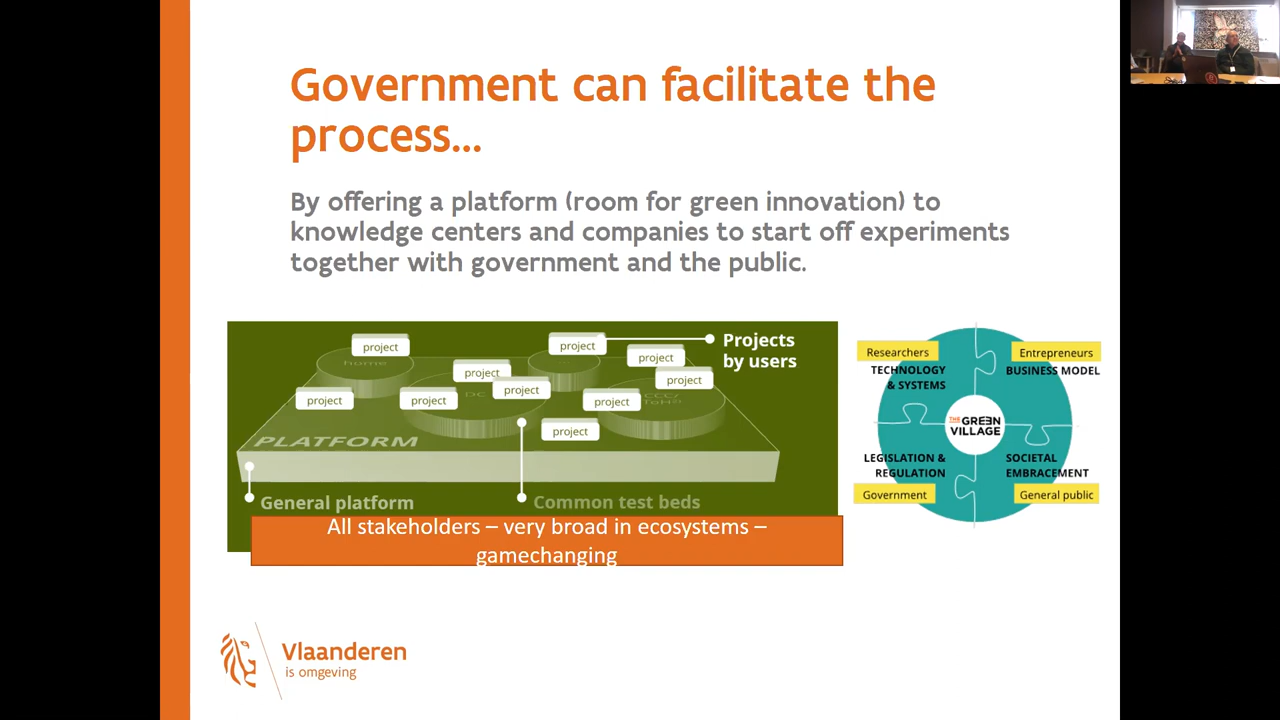 Government can facilitate the
process...
By offering a platform (room for green innovation) to
knowledge centers and companies to start off experiments
together with government and the public.
project
project
project
project
project
project
project
project
project
project
Projects
by users
home
DC
PLATFORM
General platform
Common test beds
All stakeholders – very broad in ecosystems –
gamechanging
Researchers
TECHNOLOGY
& SYSTEMS
Entrepreneurs
BUSINESS MODEL
THE GREEN
VILLAGE
LEGISLATION &
REGULATION
Government
SOCIETAL
EMBRACEMENT
General public
Vlaanderen
is omgeving